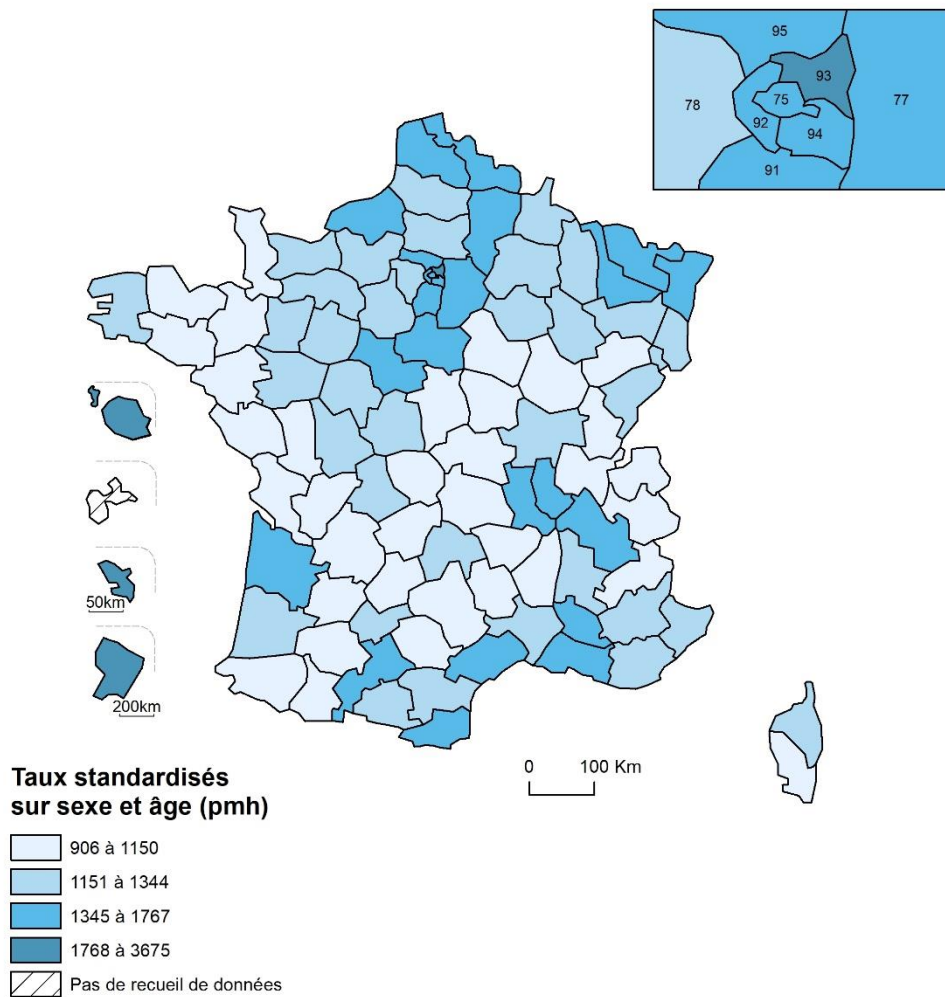 95
93
78
75
77
92
94
91
50km
200km
0 100 Km
Taux standardisés
sur sexe et âge (pmh)
906 à 1150
1151 à 1344
1345 à 1767
1768 à 3675
Pas de recueil de données